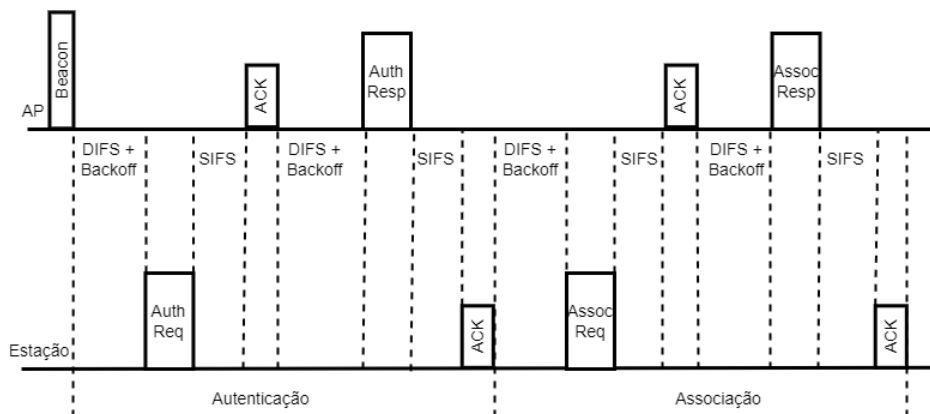 Beacon
ACK
Auth
Resp
ACK
Assoc
Resp
AP
DIFS +
Backoff
SIFS
DIFS +
Backoff
SIFS
DIFS +
Backoff
SIFS
DIFS +
Backoff
SIFS
Auth
Req
ACK
Assoc
Req
ACK
Estação
Autenticação
Associação